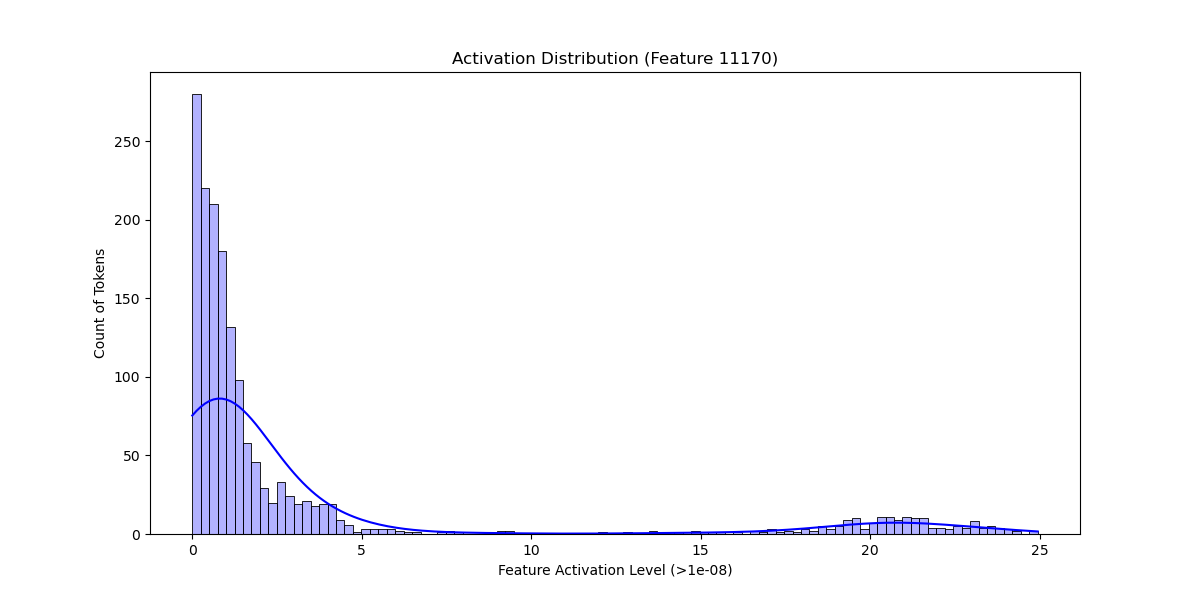 Activation Distribution (Feature 11170)
250
200
150
100
50
0
Count of Tokens
0 5 10 15 20 25
Feature Activation Level (>1e-08)